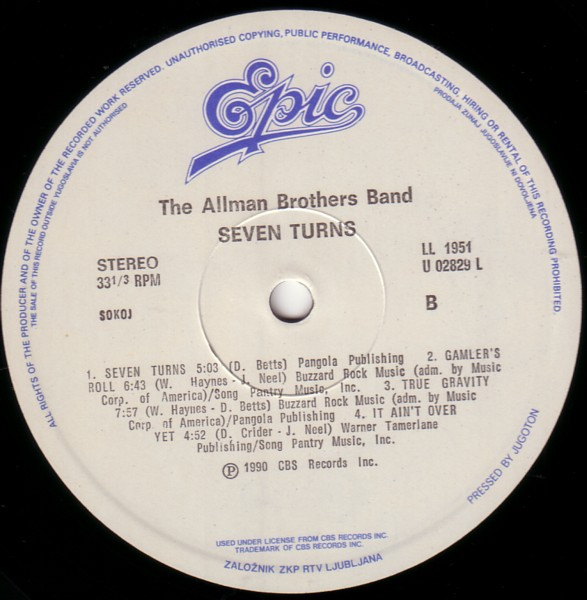 ALL RIGHTS OF THE PRODUCER AND OF THE OWNER OF THE RECORDED WORK RESERVED. UNAUTHORISED COPYING, PUBLIC PERFORMANCE, BROADCASTING, HIRING OR RENTAL OF THIS RECORDING PROHIBITED.
THE SALE OF THIS RECORD OUTSIDE YUGOSLAVIA IS NOT AUTHORISED
PRODAJA ZUNAJ JUGOSLAVIJE NI DOVOLJENA
Epic
The Allman Brothers Band
SEVEN TURNS
STEREO
33 1/3 RPM
SOKOJ
LL 1951
U 02829 L
B
1. SEVEN TURNS 5:03 (D. Betts) Pangola Publishing 2. GAMLER'S
ROLL 6:43 (W. Haynes - J. Neel) Buzzard Rock Music (adm. by Music
Corp. of America)/Song Pantry Music, Inc. 3. TRUE GRAVITY
7:57 (W. Haynes - D. Betts) Buzzard Rock Music (adm. by Music
Corp. of America)/Pangola Publishing 4. IT AIN'T OVER
YET 4:52 (D. Crider - J. Neel) Warner Tamerlane
Publishing/Song Pantry Music, Inc.
Ⓟ 1990 CBS Records Inc.
PRESSED BY JUGOTON
USED UNDER LICENSE FROM CBS RECORDS INC.
TRADEMARK OF CBS RECORDS INC.
ZALOŽNIK ZKP RTV LJUBLJANA